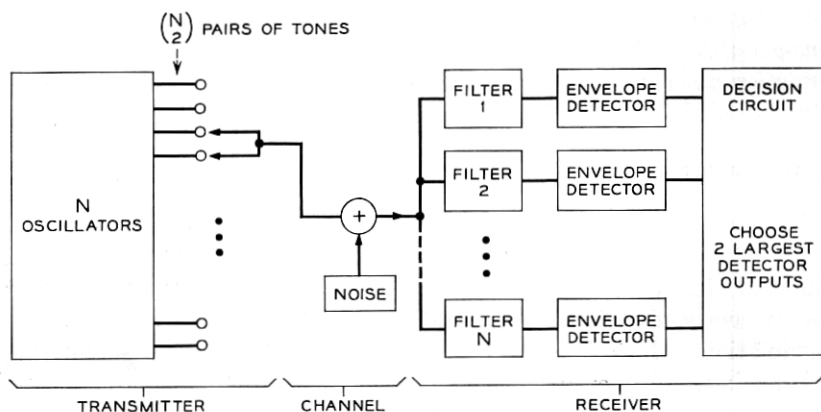 (N 2) PAIRS OF TONES
N
OSCILLATORS
+
NOISE
FILTER
1
ENVELOPE
DETECTOR
FILTER
2
ENVELOPE
DETECTOR
FILTER
N
ENVELOPE
DETECTOR
DECISION
CIRCUIT
CHOOSE
2 LARGEST
DETECTOR
OUTPUTS
TRANSMITTER
CHANNEL
RECEIVER